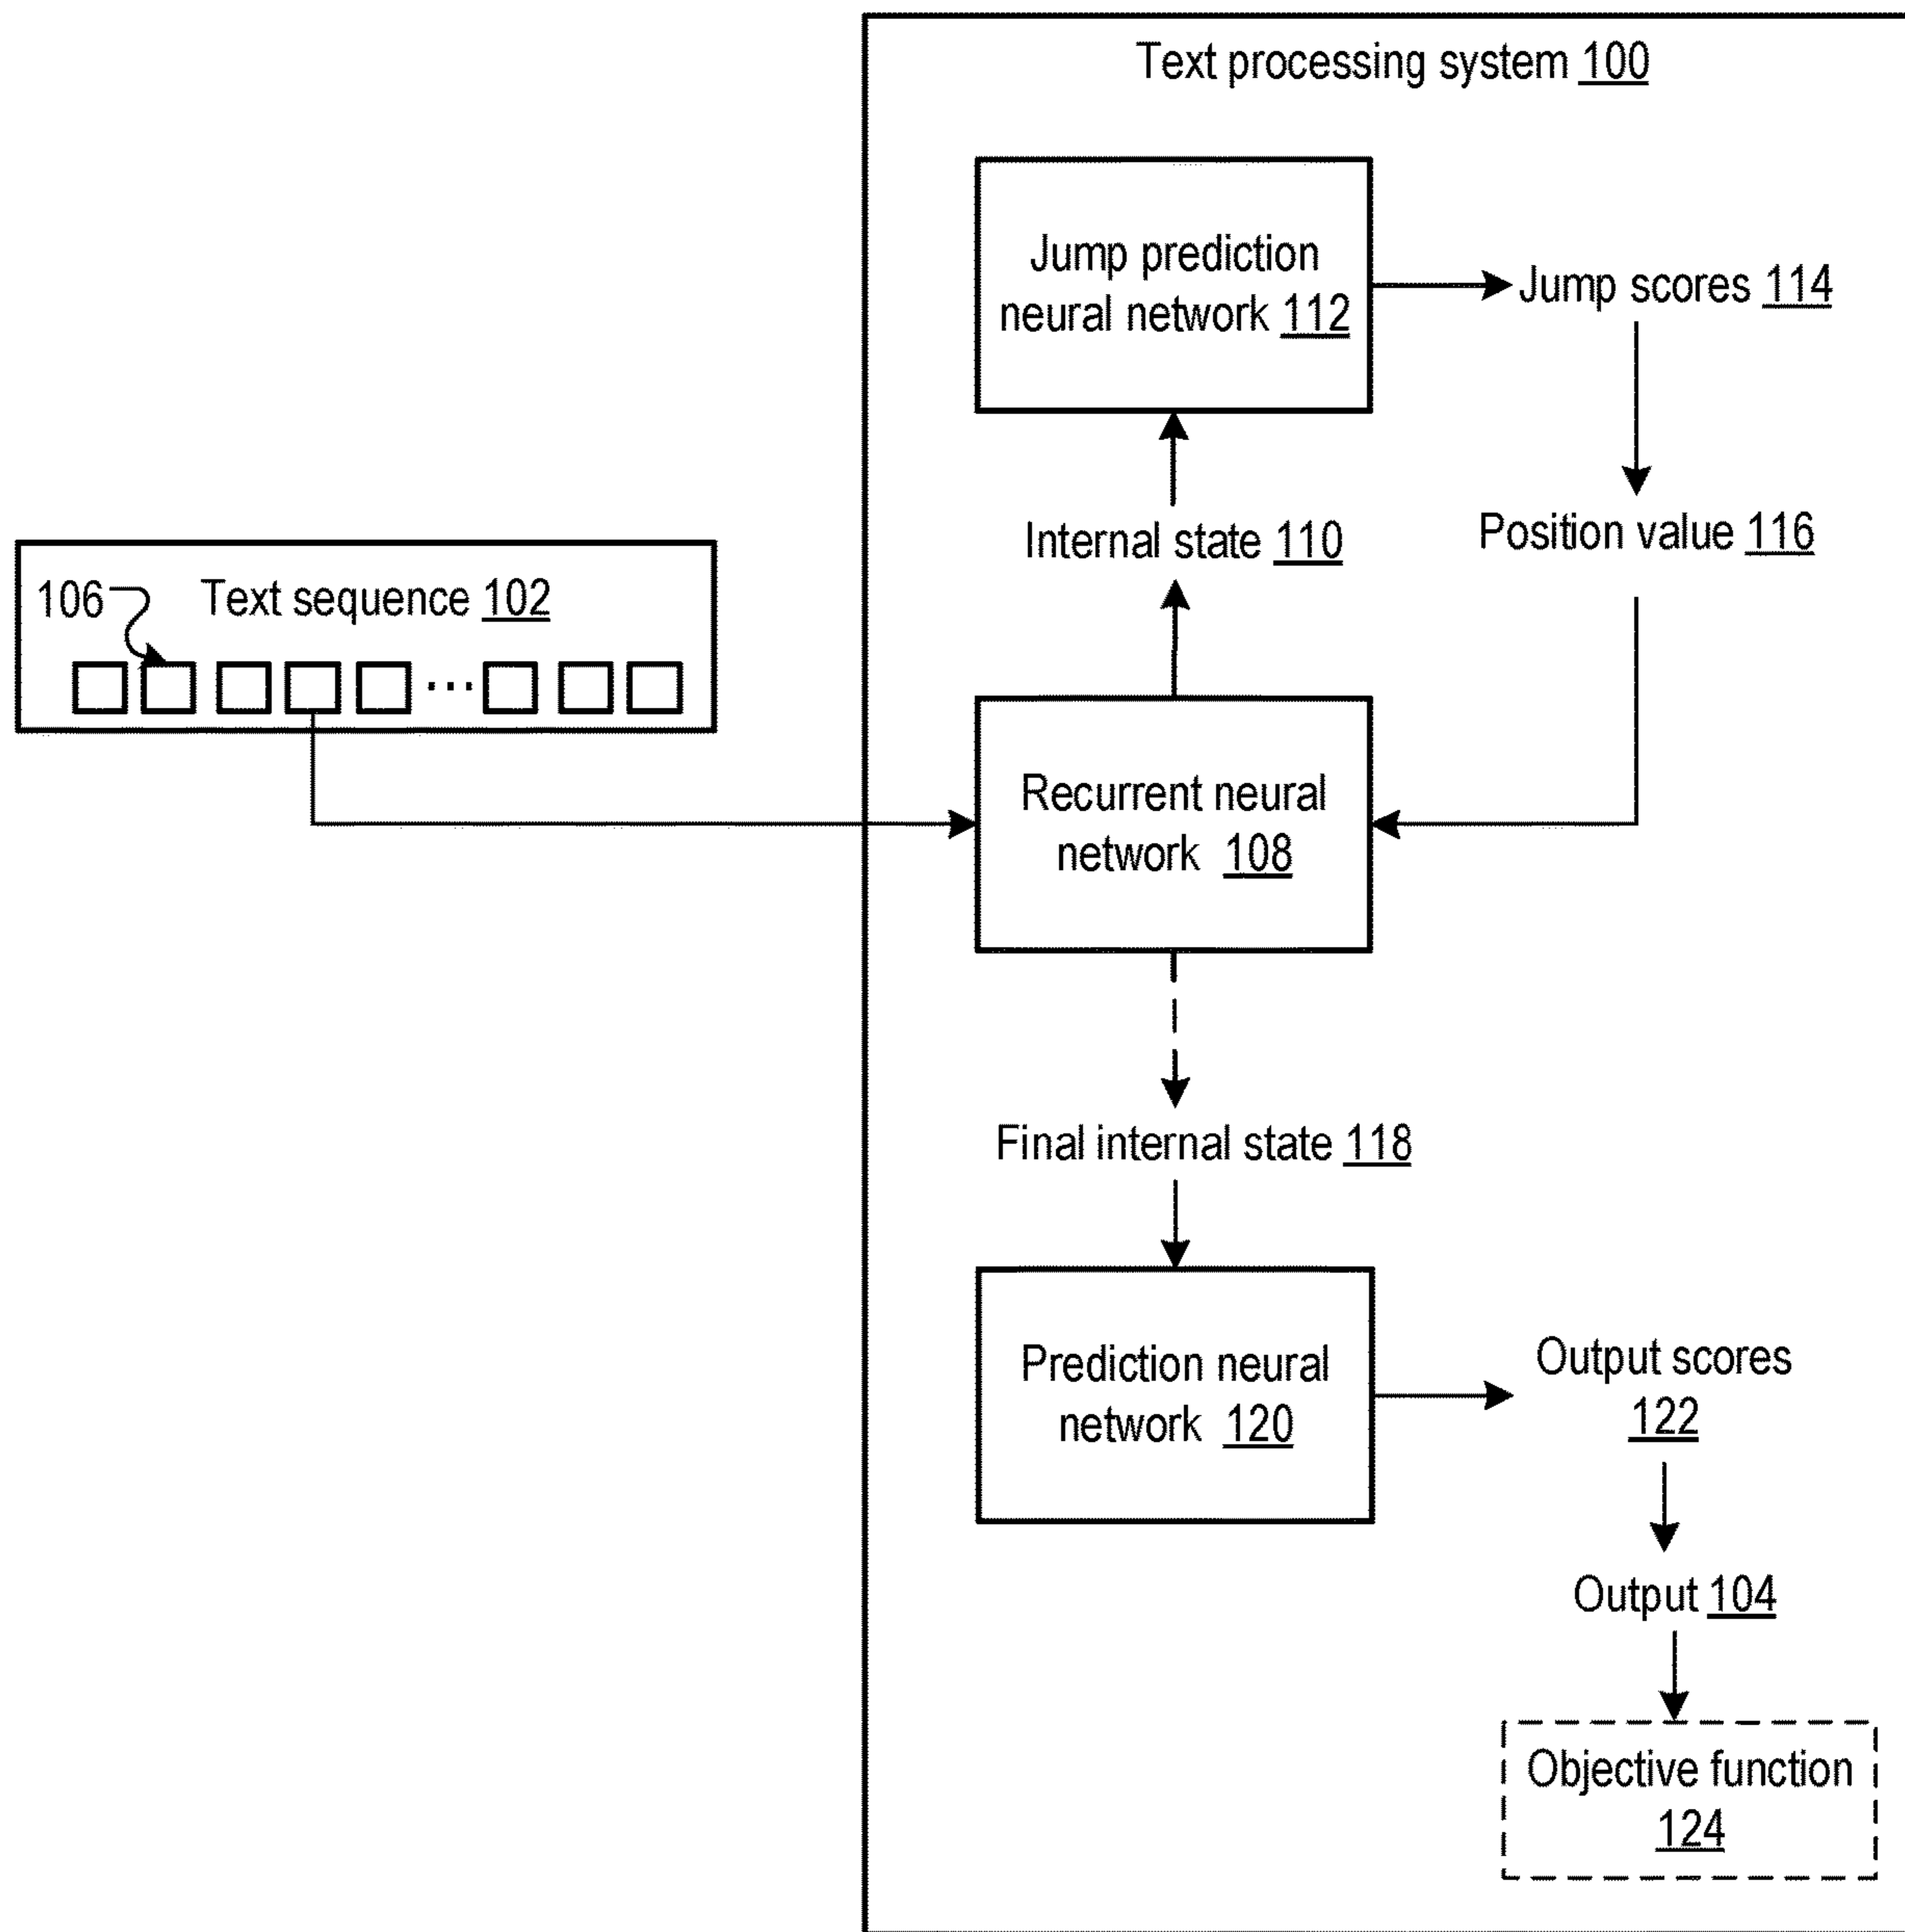 Text processing system 100
Jump prediction
neural network 112
Jump scores 114
Internal state 110
Position value 116
106
Text sequence 102
...
Recurrent neural
network 108
Final internal state 118
Prediction neural
network 120
Output scores
122
Output 104
Objective function
124